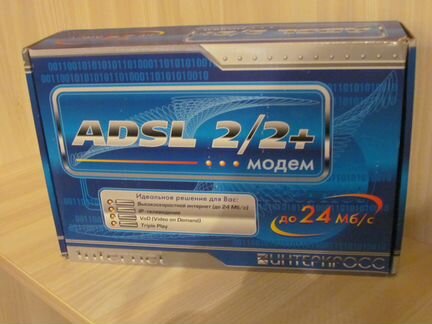 ADSL 2/2+
модем
Идеальное решение для Вас:
Высокоскоростной интернет (до 24 Мб/с)
IP-телевидение
VoD (Video on Demand)
Triple Play
до 24 Мб/с
Internet
ИНТЕРКРОСС